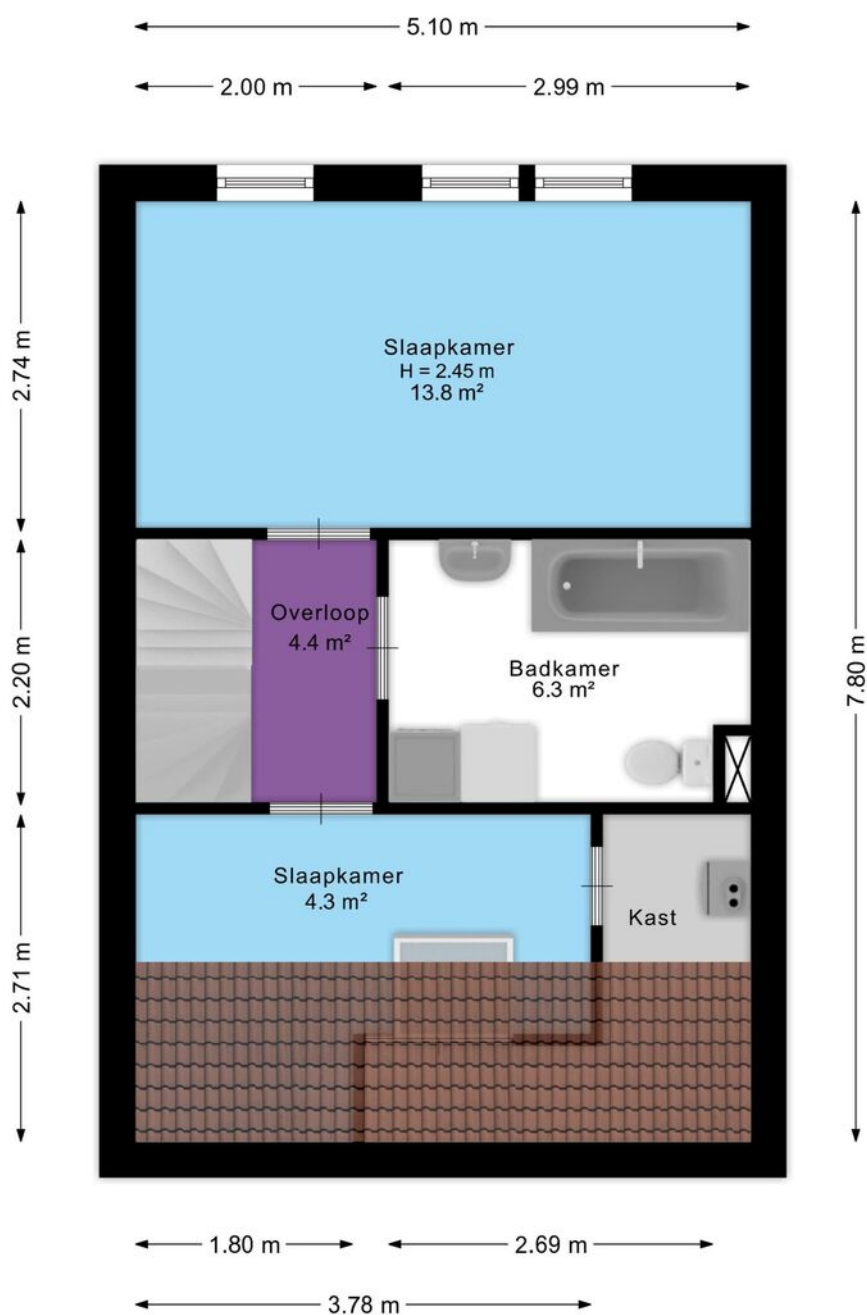 5.10 m
2.00 m
2.99 m
2.74 m
Slaapkamer
H = 2.45 m
13.8 m²
2.20 m
Overloop
4.4 m²
Badkamer
6.3 m²
7.80 m
2.71 m
Slaapkamer
4.3 m²
Kast
1.80 m
2.69 m
3.78 m